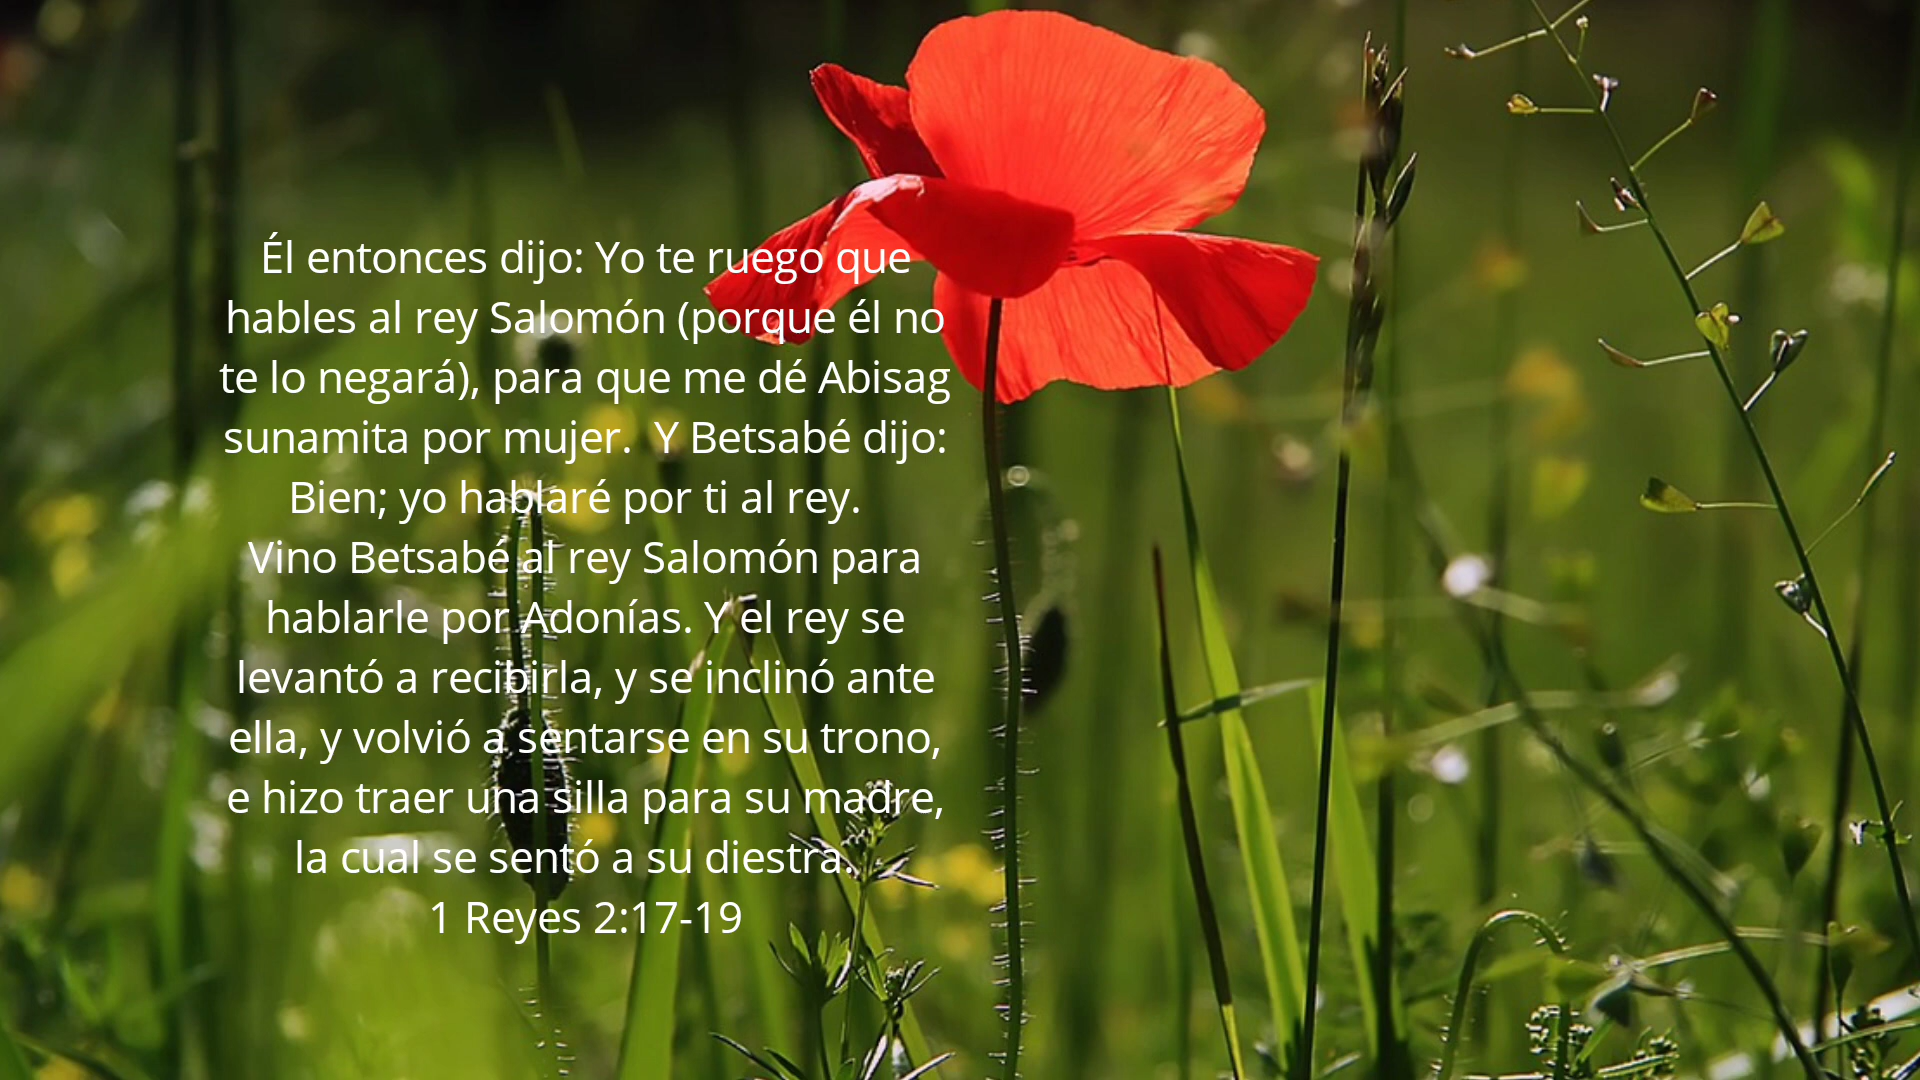 Él entonces dijo: Yo te ruego que
hables al rey Salomón (porque él no
te lo negará), para que me dé Abisag
sunamita por mujer.  Y Betsabé dijo:
Bien; yo hablaré por ti al rey.
Vino Betsabé al rey Salomón para
hablarle por Adonías. Y el rey se
levantó a recibirla, y se inclinó ante
ella, y volvió a sentarse en su trono,
e hizo traer una silla para su madre,
la cual se sentó a su diestra.
1 Reyes 2:17-19